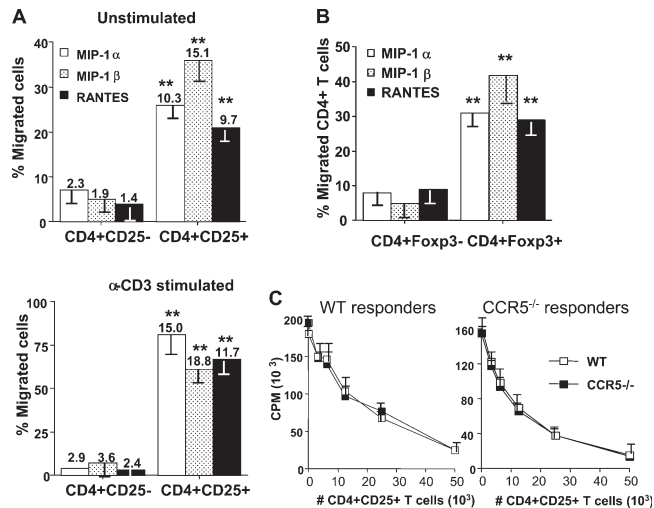 A
Unstimulated
% Migrated cells
40
30
20
10
0
MIP-1 α
MIP-1 β
RANTES
2.3
1.9
1.4
**
10.3
**
15.1
**
9.7
CD4+CD25- CD4+CD25+
α-CD3 stimulated
% Migrated cells
100
75
50
25
0
2.9
3.6
2.4
**
15.0
**
18.8
**
11.7
CD4+CD25- CD4+CD25+
B
% Migrated CD4+ T cells
50
40
30
20
10
0
MIP-1 α
MIP-1 β
RANTES
**
**
**
CD4+Foxp3- CD4+Foxp3+
C
WT responders
CPM (10 3)
200
150
100
50
0
0 10 20 30 40 50
# CD4+CD25+ T cells (10³)
CCR5-/- responders
160
120
80
40
0
WT
CCR5-/-
0 10 20 30 40 50
# CD4+CD25+ T cells (10³)